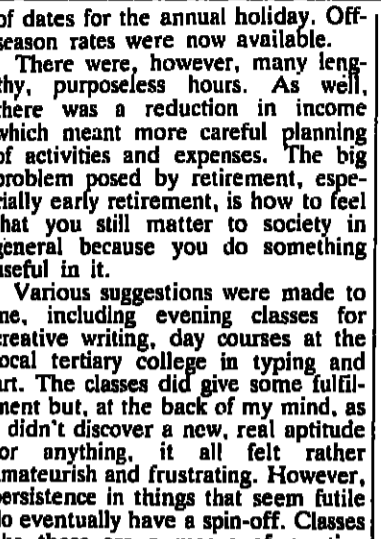 of dates for the annual holiday. Off-
season rates were now available.
There were, however, many leng-
thy, purposeless hours. As well,
there was a reduction in income
which meant more careful planning
of activities and expenses. The big
problem posed by retirement, espe-
cially early retirement, is how to feel
that you still matter to society in
general because you do something
useful in it.
Various suggestions were made to
me, including evening classes for
creative writing, day courses at the
local tertiary college in typing and
art. The classes did give some fulfil-
ment but, at the back of my mind, as
I didn't discover a new, real aptitude
for anything, it all felt rather
amateurish and frustrating. However,
persistence in things that seem futile
do eventually have a spin-off. Classes